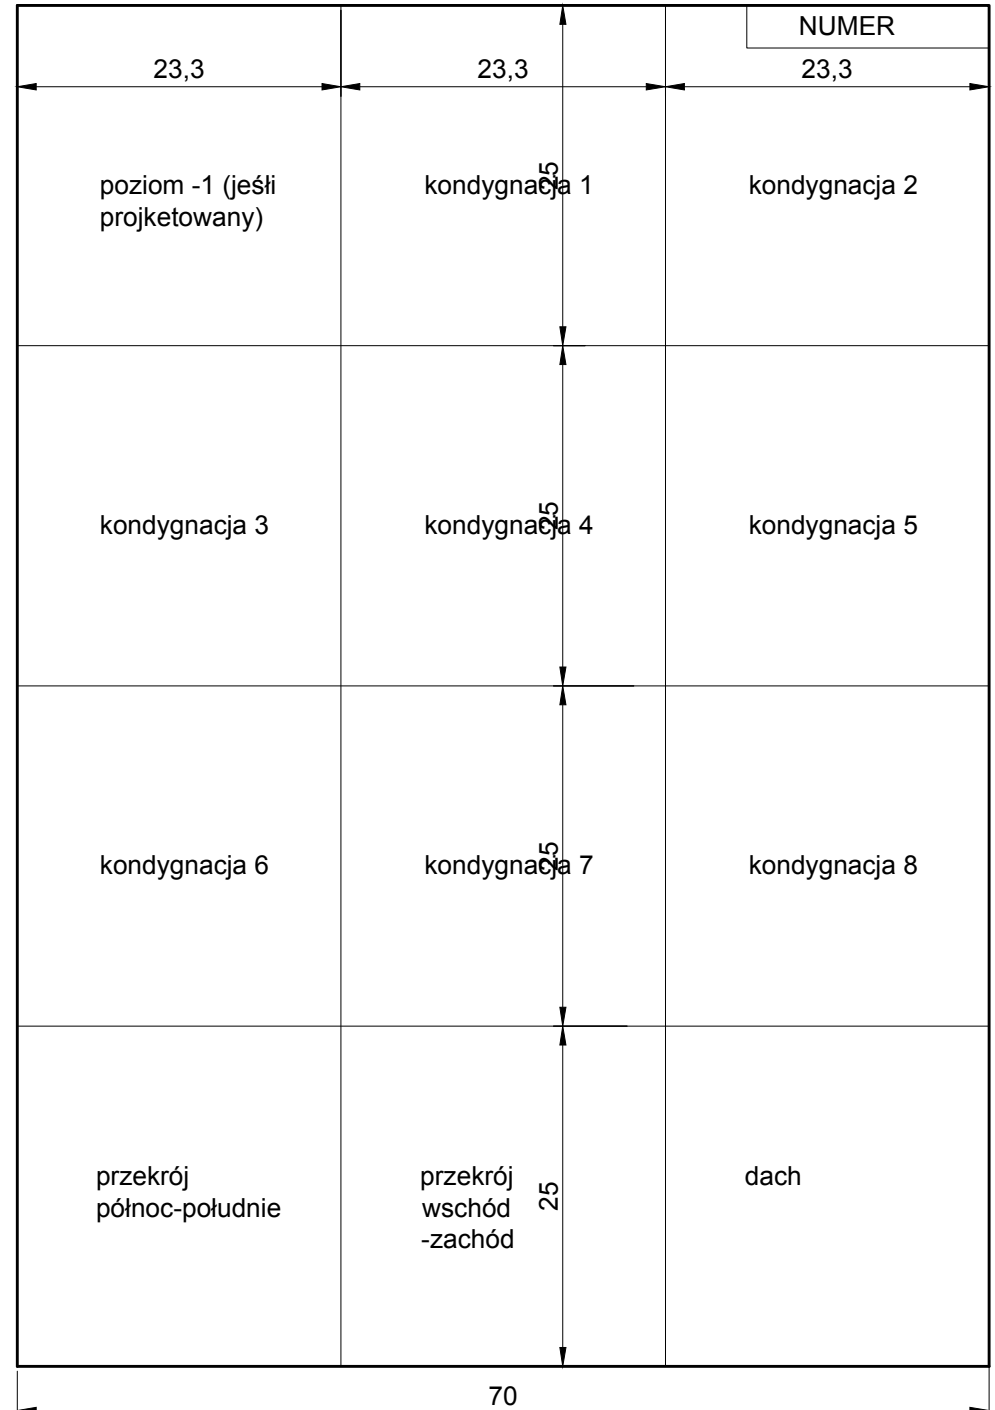 NUMER
23,3
23,3
23,3
poziom -1 (jeśłi
projketowany)
kondygnacja 1
25
kondygnacja 2
kondygnacja 3
kondygnacja 4
25
kondygnacja 5
kondygnacja 6
kondygnacja 7
25
kondygnacja 8
przekrój
północ-południe
przekrój
wschód
-zachód
25
dach
70